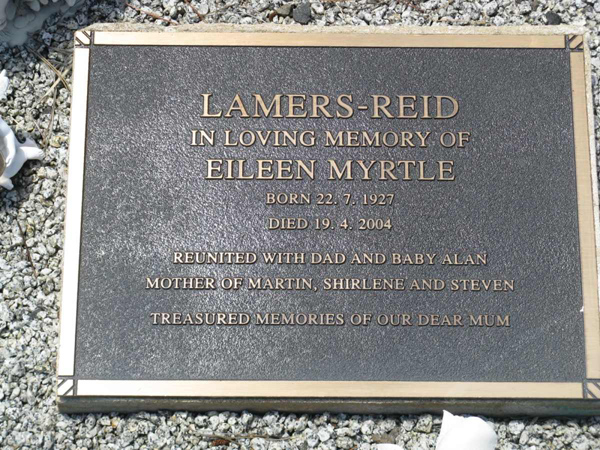 LAMERS-REID
IN LOVING MEMORY OF
EILEEN MYRTLE
BORN 22. 7. 1927
DIED 19. 4. 2004
REUNITED WITH DAD AND BABY ALAN
MOTHER OF MARTIN, SHIRLENE AND STEVEN
TREASURED MEMORIES OF OUR DEAR MUM